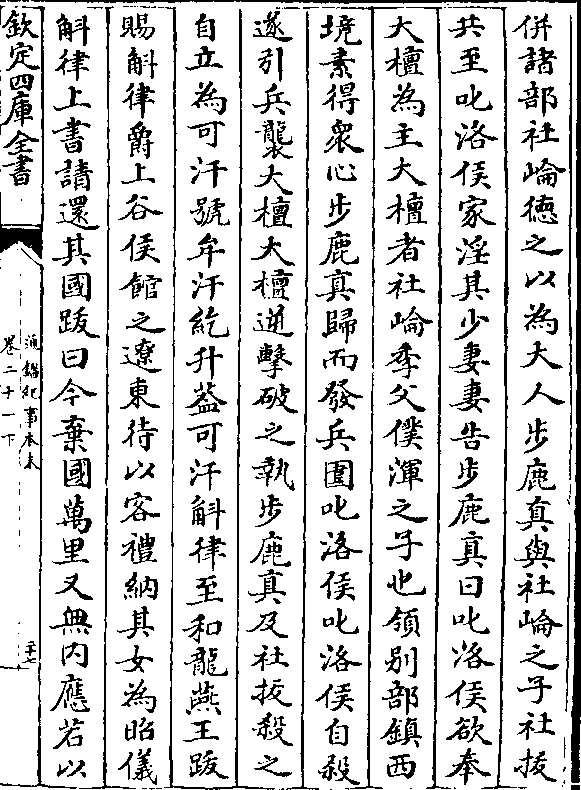 併諸部社崘德之以為大人步鹿真與社崘之子社拔
共至叱洛侯家淫其少妻妻告步鹿真曰叱洛侯欲奉
大檀為主大檀者社崘季父僕渾之子也領别部鎮西
境素得衆心步鹿真歸而發兵圍叱洛侯叱洛侯自殺
遂引兵襲大檀大檀逆擊破之執步鹿真及社拔殺之
自立為可汗號牟汗紇升葢可汗斛律至和龍燕王跋
賜斛律爵上谷侯館之遼東待以客禮納其女為昭儀
斛律上書請還其國跋曰今棄國萬里又無内應若以
欽定四庫全書
通鑑紀事本末
卷二十一下
三十七